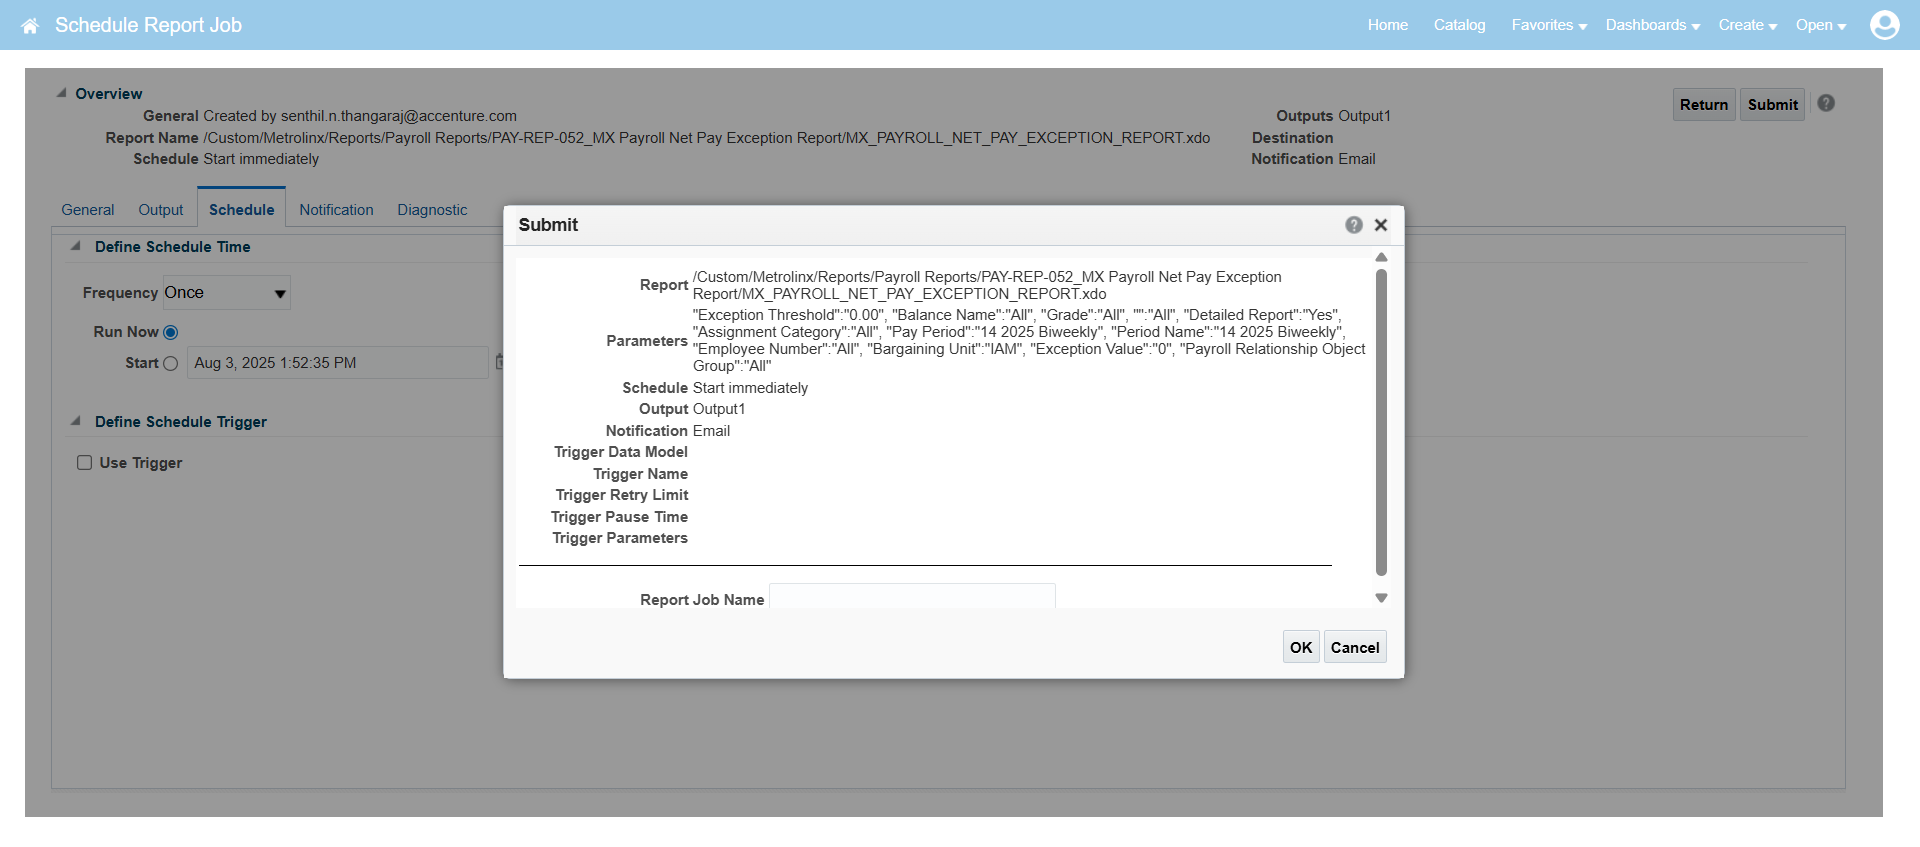 Schedule Report Job
Home Catalog Favorites Dashboards Create Open
Overview
General Created by senthil.n.thangaraj@accenture.com
Report Name /Custom/Metrolinx/Reports/Payroll Reports/PAY-REP-052_MX Payroll Net Pay Exception Report/MX_PAYROLL_NET_PAY_EXCEPTION_REPORT.xdo
Schedule Start immediately
Outputs Output1
Destination
Notification Email
Return Submit ?
General Output Schedule Notification Diagnostic
Define Schedule Time
Frequency Once
Run Now
Start Aug 3, 2025 1:52:35 PM
Define Schedule Trigger
Use Trigger
Submit ?
Report /Custom/Metrolinx/Reports/Payroll Reports/PAY-REP-052_MX Payroll Net Pay Exception
Report/MX_PAYROLL_NET_PAY_EXCEPTION_REPORT.xdo
Parameters "Exception Threshold":"0.00", "Balance Name":"All", "Grade":"All", "":"All", "Detailed Report":"Yes",
"Assignment Category":"All", "Pay Period":"14 2025 Biweekly", "Period Name":"14 2025 Biweekly",
"Employee Number":"All", "Bargaining Unit":"IAM", "Exception Value":"0", "Payroll Relationship Object
Group":"All"
Schedule Start immediately
Output Output1
Notification Email
Trigger Data Model
Trigger Name
Trigger Retry Limit
Trigger Pause Time
Trigger Parameters
Report Job Name
OK Cancel